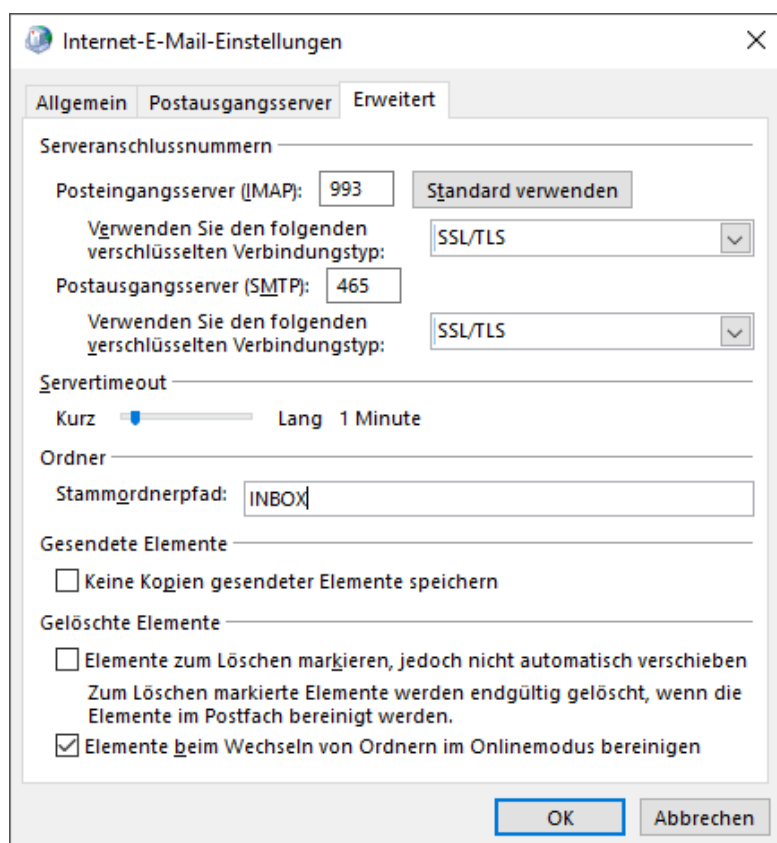 Internet-E-Mail-Einstellungen
Allgemein Postausgangsserver Erweitert
Serveranschlussnummern
Posteingangsserver (IMAP): 993 Standard verwenden
Verwenden Sie den folgenden
verschlüsselten Verbindungstyp: SSL/TLS
Postausgangsserver (SMTP): 465
Verwenden Sie den folgenden
verschlüsselten Verbindungstyp: SSL/TLS
Servertimeout
Kurz Lang 1 Minute
Ordner
Stammordnerpfad: INBOX
Gesendete Elemente
Keine Kopien gesendeter Elemente speichern
Gelöschte Elemente
Elemente zum Löschen markieren, jedoch nicht automatisch verschieben
Zum Löschen markierte Elemente werden endgültig gelöscht, wenn die
Elemente im Postfach bereinigt werden.
Elemente beim Wechseln von Ordnern im Onlinemodus bereinigen
OK Abbrechen